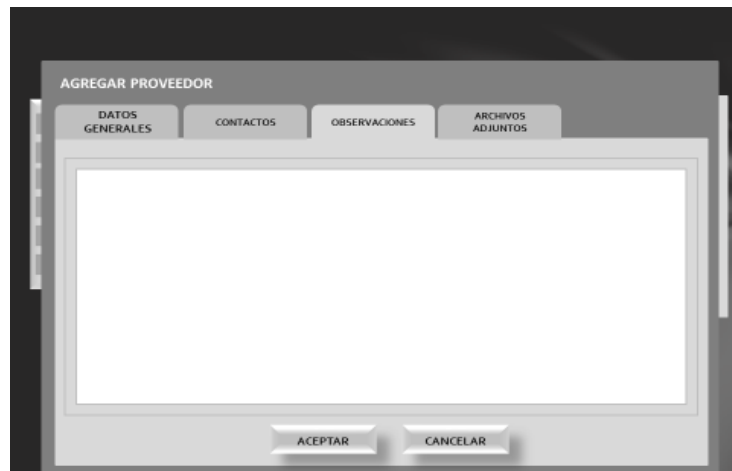 AGREGAR PROVEEDOR
DATOS
GENERALES
CONTACTOS
OBSERVACIONES
ARCHIVOS
ADJUNTOS
ACEPTAR
CANCELAR